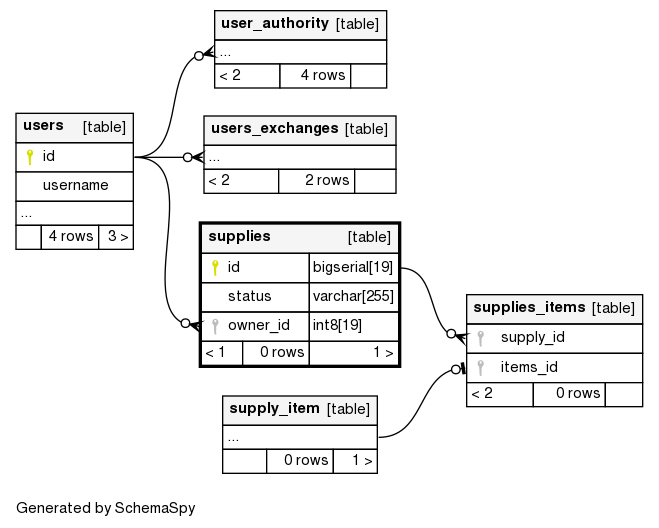 user_authority [table]
...
< 2 4 rows
users [table]
id
username
...
4 rows 3 >
users_exchanges [table]
...
< 2 2 rows
supplies [table]
id bigserial[19]
status varchar[255]
owner_id int8[19]
< 1 0 rows 1 >
supplies_items [table]
supply_id
items_id
< 2 0 rows
supply_item [table]
...
0 rows 1 >
Generated by SchemaSpy